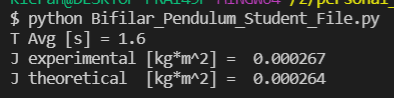 $ python Bifilar_Pendulum_Student_File.py
T Avg [s] = 1.6
J experimental [kg*m^2] =  0.000267
J theoretical  [kg*m^2] =  0.000264